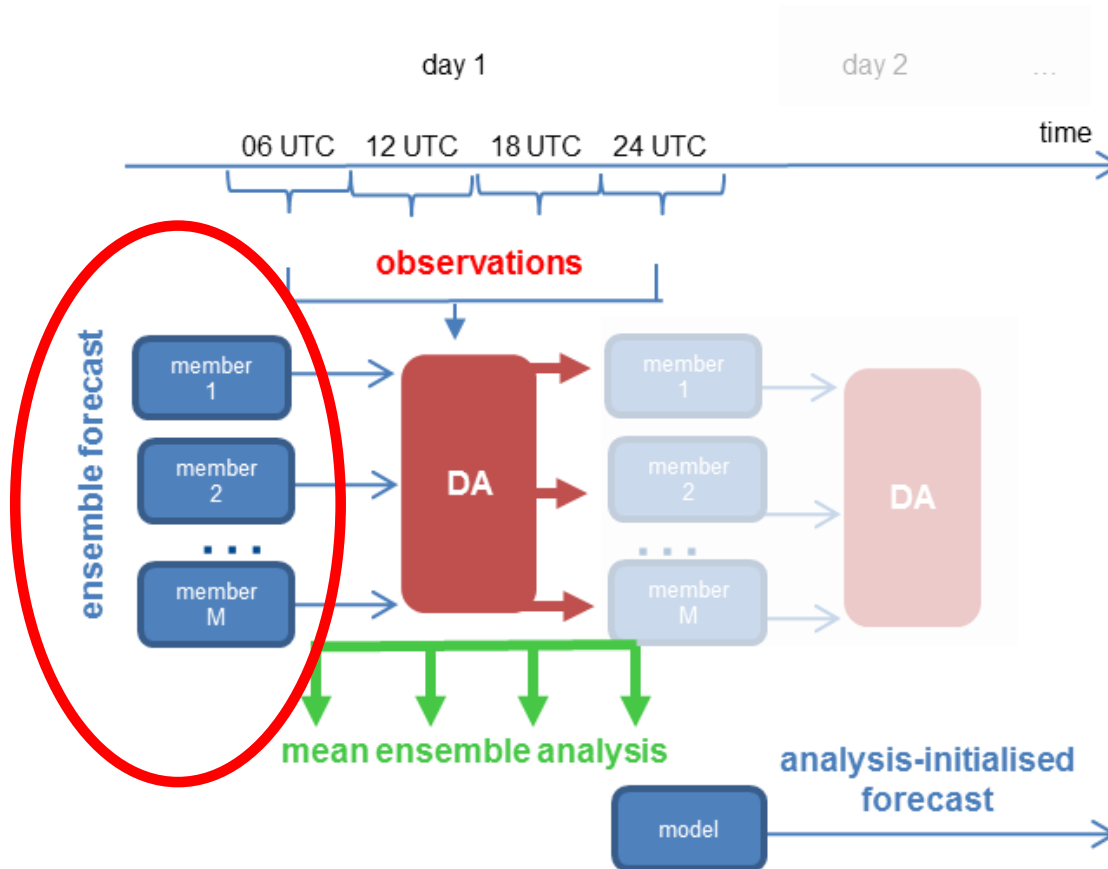 day 1
day 2
...
time
06 UTC
12 UTC
18 UTC
24 UTC
observations
ensemble forecast
member
1
member
2
...
member
M
DA
member
1
member
2
...
member
M
DA
mean ensemble analysis
analysis-initialised
forecast
model